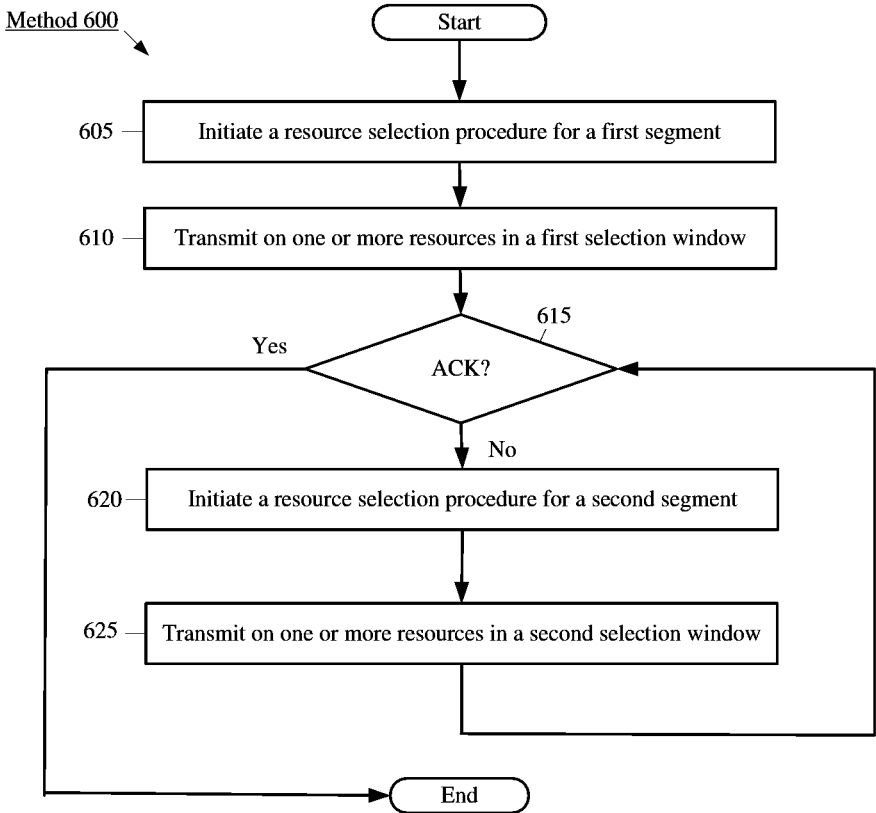 Method 600
Start
605
Initiate a resource selection procedure for a first segment
610
Transmit on one or more resources in a first selection window
615
Yes
ACK?
No
620
Initiate a resource selection procedure for a second segment
625
Transmit on one or more resources in a second selection window
End